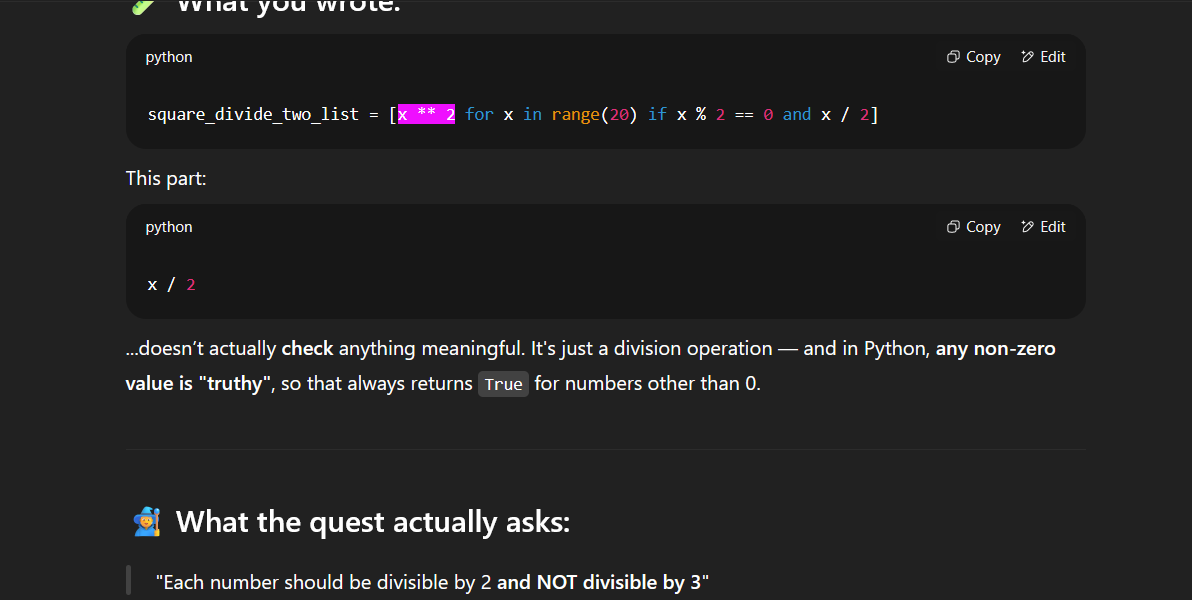 What you wrote:
python
Copy
Edit
square_divide_two_list = [x ** 2 for x in range(20) if x % 2 == 0 and x / 2]
This part:
python
Copy
Edit
x / 2
...doesn’t actually check anything meaningful. It's just a division operation — and in Python, any non-zero
value is "truthy", so that always returns True for numbers other than 0.
What the quest actually asks:
"Each number should be divisible by 2 and NOT divisible by 3"